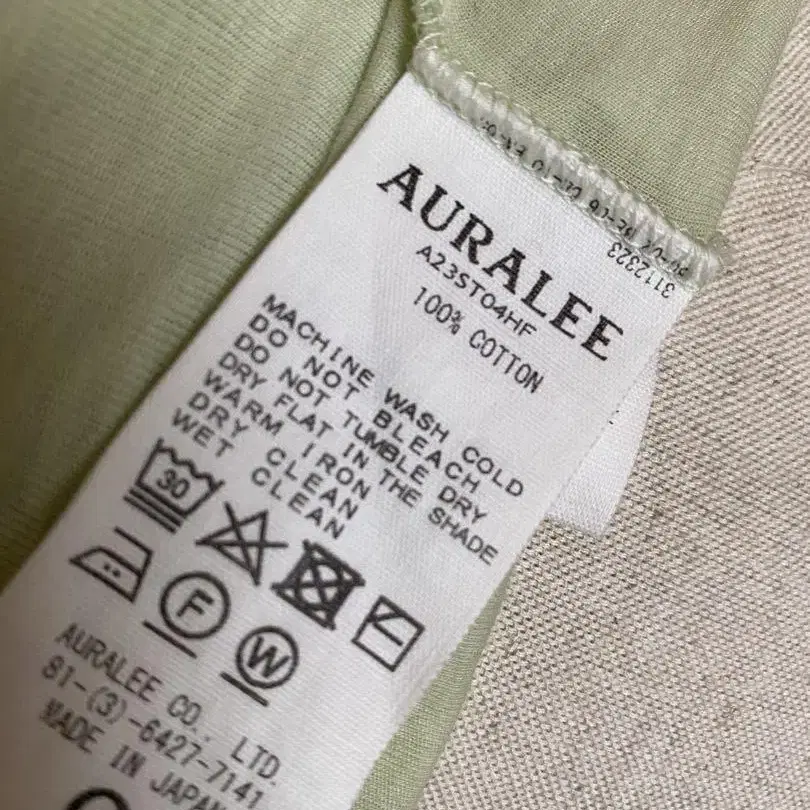 AURALEE
A23ST04HF
100% COTTON
3112323
MACHINE WASH COLD
DO NOT BLEACH
DO NOT TUMBLE DRY
DRY FLAT IN THE SHADE
WARM IRON
DRY CLEAN
WET CLEAN
30
F
W
AURALEE CO., LTD.
81-(3)-6427-7141
MADE IN JAPAN